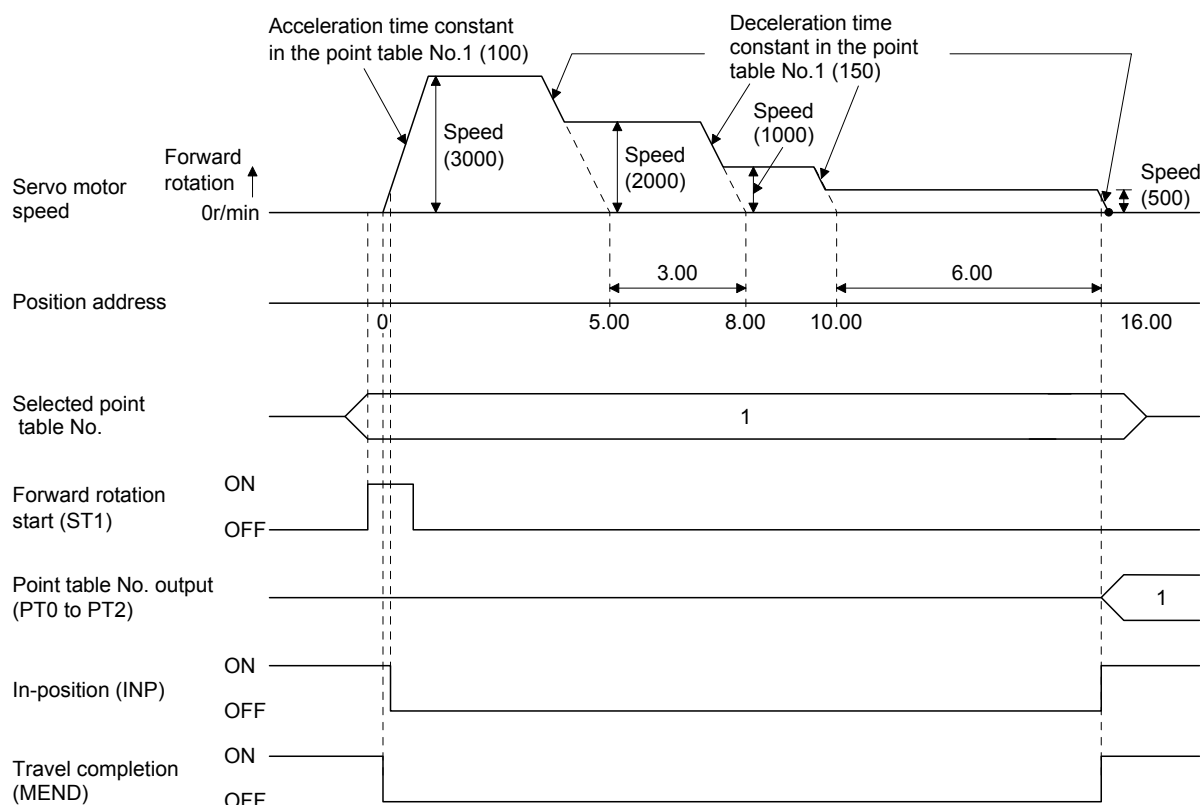 Acceleration time constant
in the point table No.1 (100)
Deceleration time
constant in the point
table No.1 (150)
Speed
(3000)
Speed
(2000)
Speed
(1000)
Speed
(500)
Forward
rotation
Servo motor
speed
0r/min
3.00
6.00
Position address
0
5.00
8.00
10.00
16.00
Selected point
table No.
1
Forward rotation
start (ST1)
ON
OFF
Point table No. output
(PT0 to PT2)
1
In-position (INP)
ON
OFF
Travel completion
(MEND)
ON
OFF